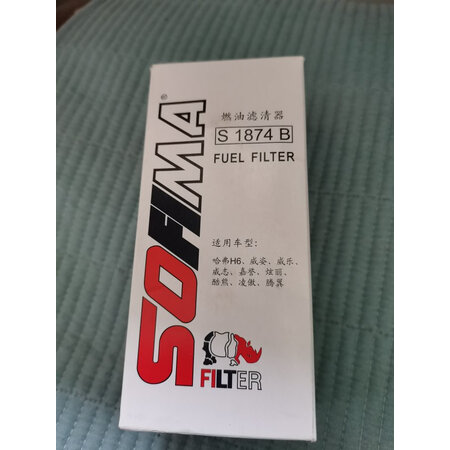 SOFIMA®
燃油滤清器
S 1874 B
FUEL FILTER
适用车型:
哈弗H6、威姿、威乐、
威志、嘉誉、炫丽、
酷熊、凌傲、腾翼
FILTER